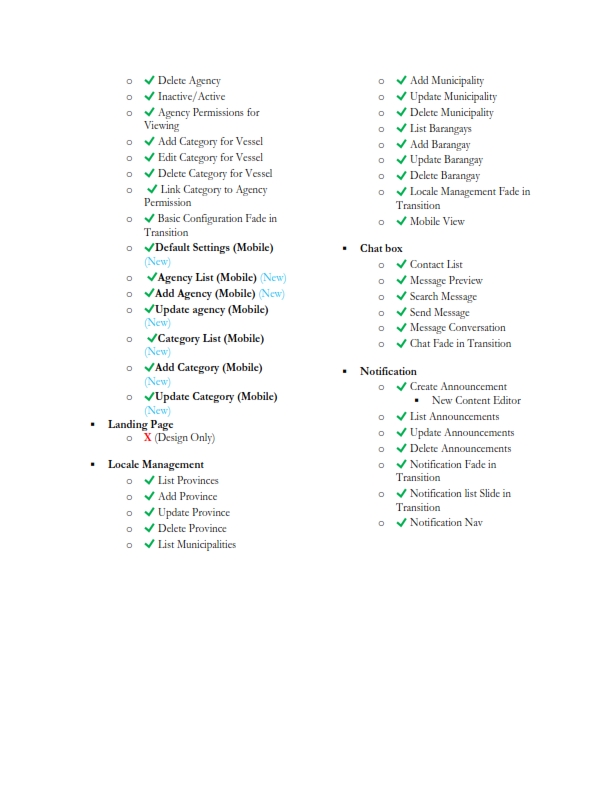 o ✔ Delete Agency
o ✔ Inactive/Active
o ✔ Agency Permissions for
Viewing
o ✔ Add Category for Vessel
o ✔ Edit Category for Vessel
o ✔ Delete Category for Vessel
o ✔ Link Category to Agency
Permission
o ✔ Basic Configuration Fade in
Transition
o ✔Default Settings (Mobile)
(New)
o ✔Agency List (Mobile) (New)
o ✔Add Agency (Mobile) (New)
o ✔Update agency (Mobile)
(New)
o ✔Category List (Mobile)
(New)
o ✔Add Category (Mobile)
(New)
o ✔Update Category (Mobile)
(New)
▪ Landing Page
o X (Design Only)
▪ Locale Management
o ✔ List Provinces
o ✔ Add Province
o ✔ Update Province
o ✔ Delete Province
o ✔ List Municipalities
o ✔ Add Municipality
o ✔ Update Municipality
o ✔ Delete Municipality
o ✔ List Barangays
o ✔ Add Barangay
o ✔ Update Barangay
o ✔ Delete Barangay
o ✔ Locale Management Fade in
Transition
o ✔ Mobile View
▪ Chat box
o ✔ Contact List
o ✔ Message Preview
o ✔ Search Message
o ✔ Send Message
o ✔ Message Conversation
o ✔ Chat Fade in Transition
▪ Notification
o ✔ Create Announcement
▪ New Content Editor
o ✔ List Announcements
o ✔ Update Announcements
o ✔ Delete Announcements
o ✔ Notification Fade in
Transition
o ✔ Notification list Slide in
Transition
o ✔ Notification Nav